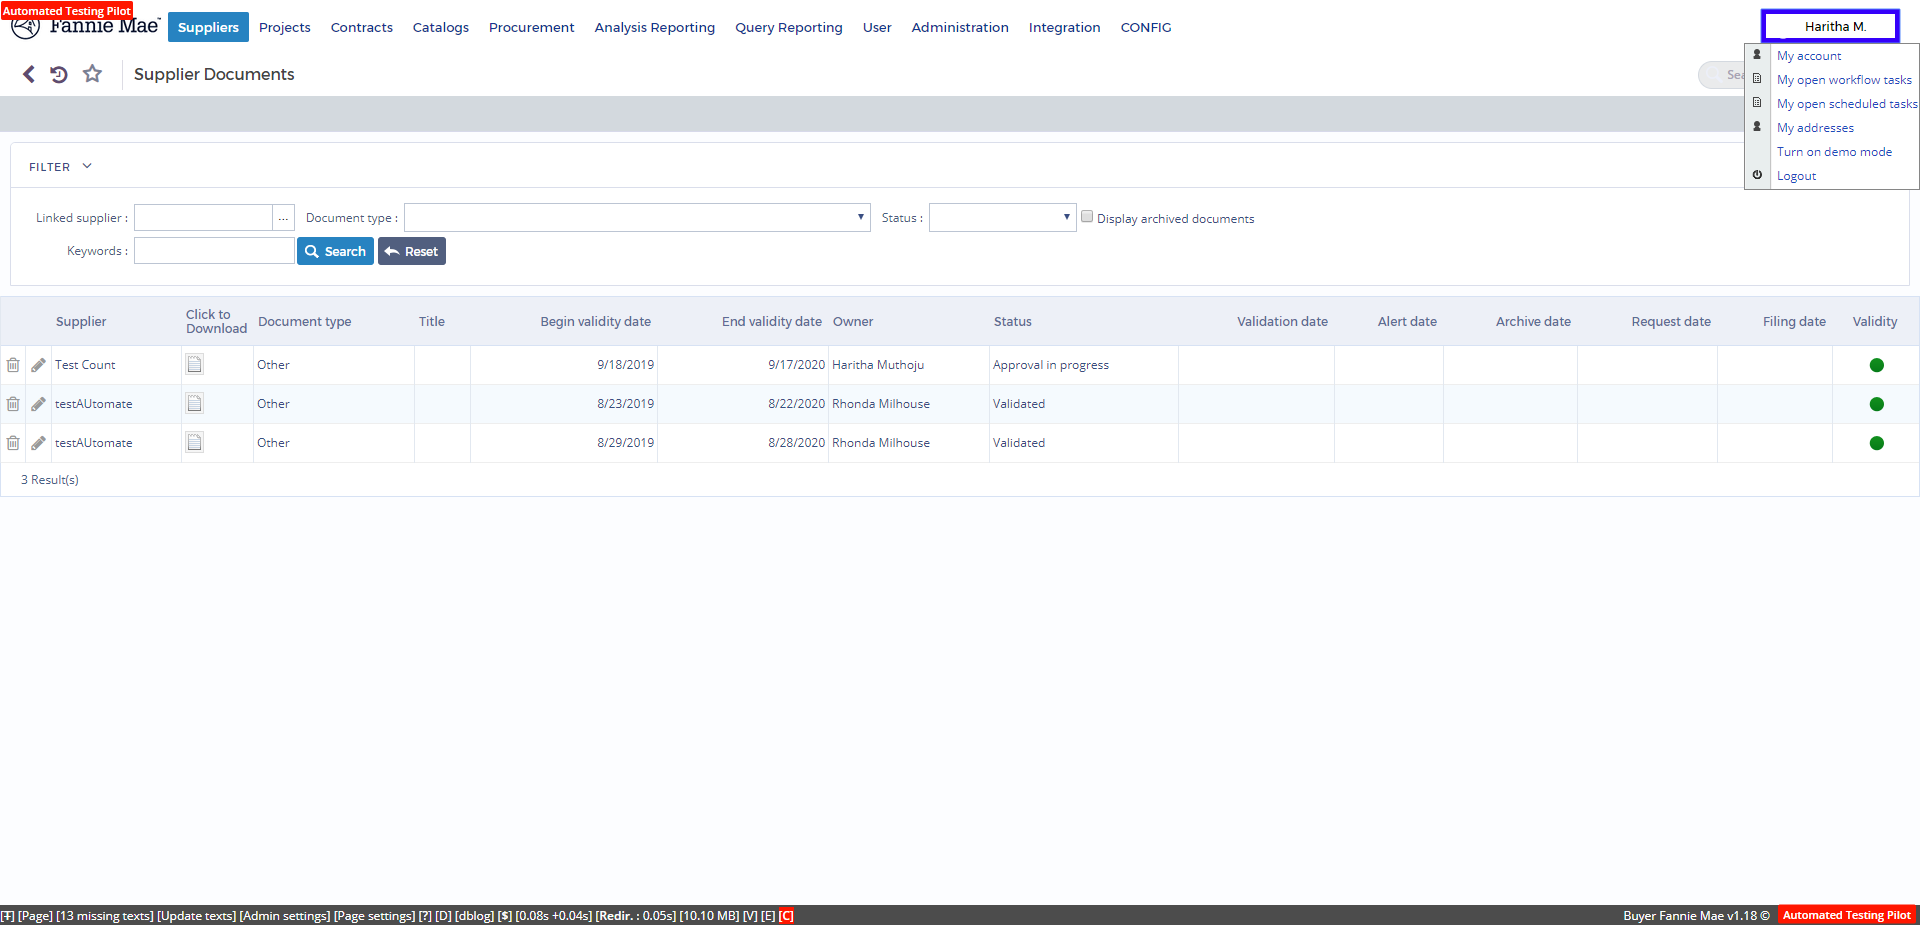 Automated Testing Pilot
Fannie Mae
Suppliers Projects Contracts Catalogs Procurement Analysis Reporting Query Reporting User Administration Integration CONFIG
Haritha M.
Supplier Documents
My account
My open workflow tasks
My open scheduled tasks
My addresses
Turn on demo mode
Logout
FILTER
Linked supplier : ... Document type : Status : Display archived documents
Keywords : Search Reset
Supplier Click to Download Document type Title Begin validity date End validity date Owner Status Validation date Alert date Archive date Request date Filing date Validity
Test Count Other 9/18/2019 9/17/2020 Haritha Muthoju Approval in progress
testAUtomate Other 8/23/2019 8/22/2020 Rhonda Milhouse Validated
testAUtomate Other 8/29/2019 8/28/2020 Rhonda Milhouse Validated
3 Result(s)
[T] [Page] [13 missing texts] [Update texts] [Admin settings] [Page settings] [?] [D] [dblog] [$] [0.08s +0.04s] [Redir. : 0.05s] [10.10 MB] [V] [E] [C]
Buyer Fannie Mae v1.18 © Automated Testing Pilot